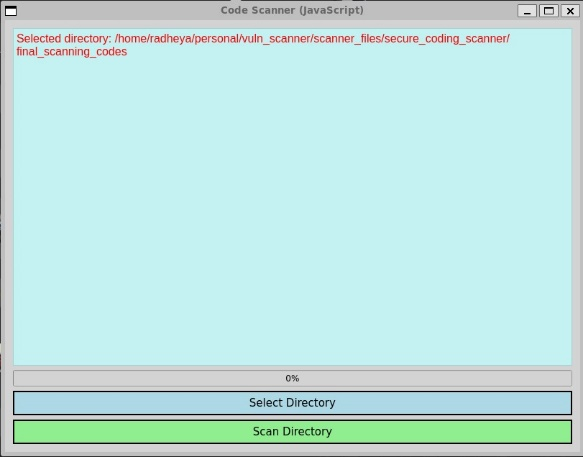 Code Scanner (JavaScript)
Selected directory: /home/radheya/personal/vuln_scanner/scanner_files/secure_coding_scanner/
final_scanning_codes
0%
Select Directory
Scan Directory